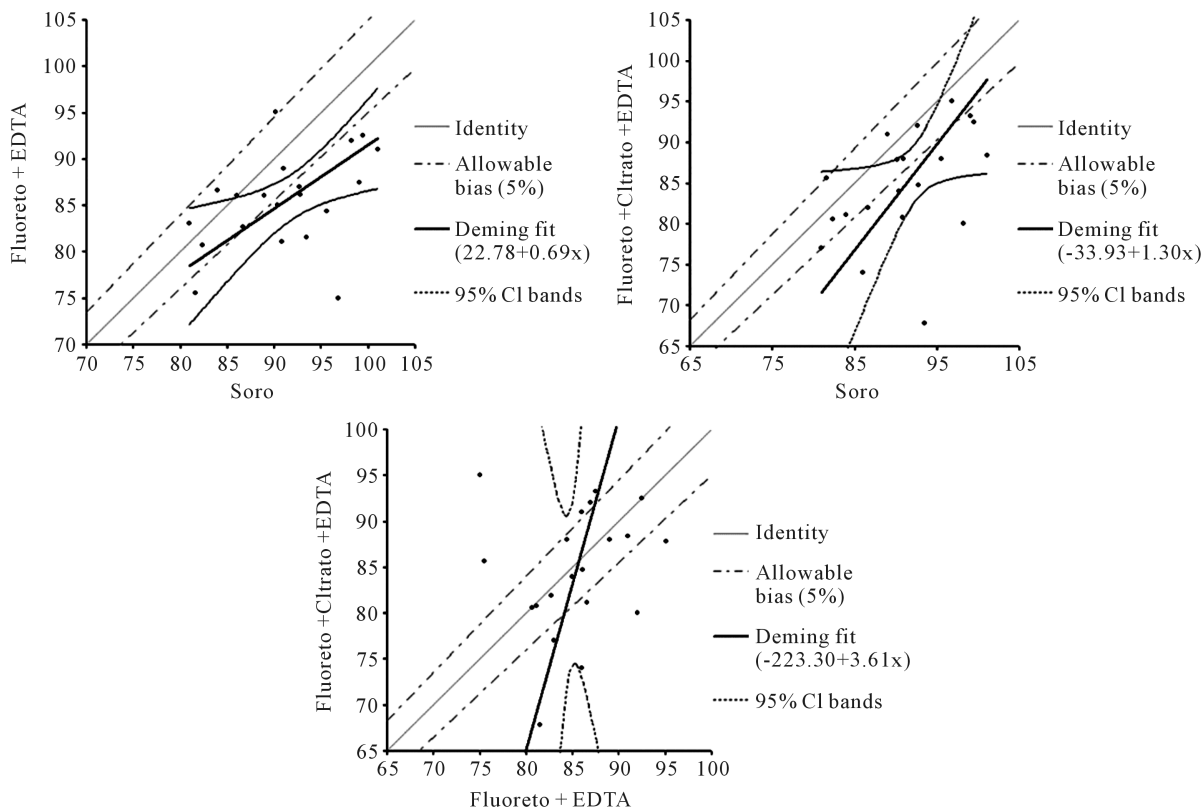 105
100
95
90
85
80
75
70
Fluoreto + EDTA
70 75 80 85 90 95 100 105
Soro
Identity
Allowable
bias (5%)
Deming fit
(22.78+0.69x)
95% Cl bands
105
100
95
90
85
80
75
70
65
Fluoreto +Cltrato +EDTA
65 75 85 95 105
Soro
Identity
Allowable
bias (5%)
Deming fit
(-33.93+1.30x)
95% Cl bands
100
95
90
85
80
75
70
65
Fluoreto +Cltrato +EDTA
65 70 75 80 85 90 95 100
Fluoreto + EDTA
Identity
Allowable
bias (5%)
Deming fit
(-223.30+3.61x)
95% Cl bands